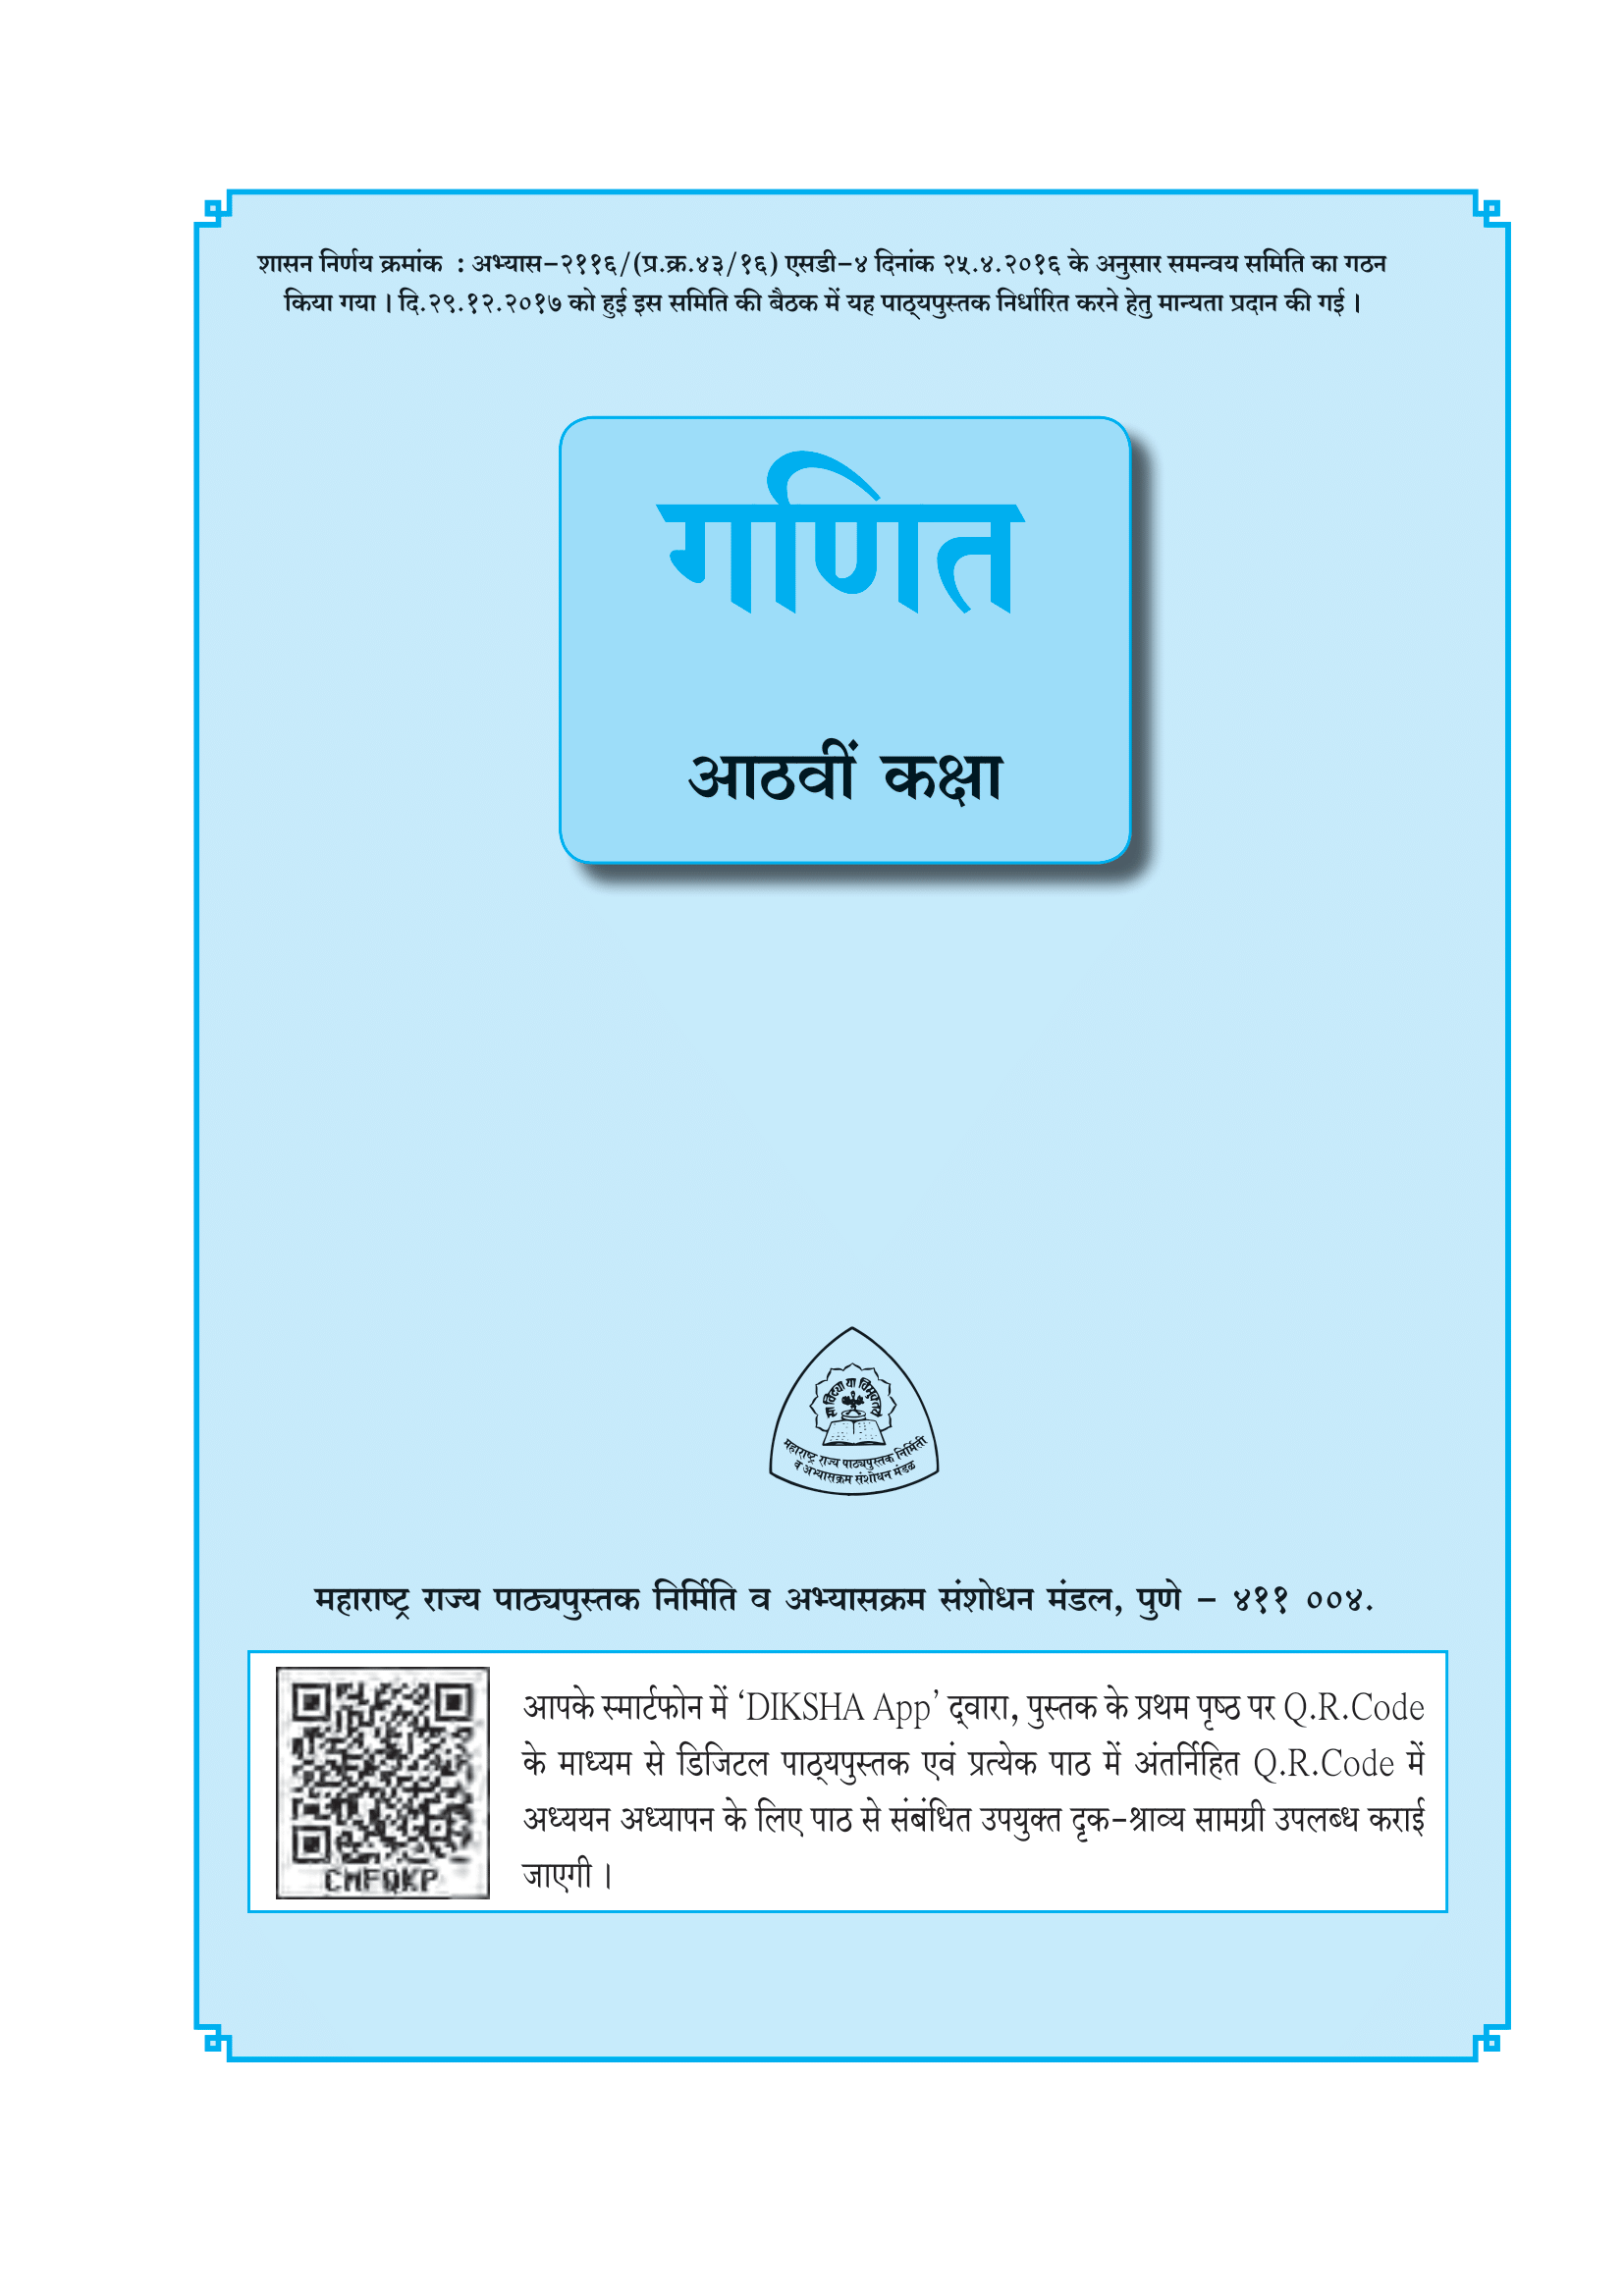 शासन निर्णय क्रमांक : अभ्यास-२११६/(प्र.क्र.४३/१६) एसडी-४ दिनांक २५.४.२०१६ के अनुसार समन्वय समिति का गठन
किया गया । दि.२९.१२.२०१७ को हुई इस समिति की बैठक में यह पाठ्यपुस्तक निर्धारित करने हेतु मान्यता प्रदान की गई ।
गणित
आठवीं कक्षा
महाराष्ट्र राज्य पाठ्यपुस्तक निर्मिती
व अभ्यासक्रम संशोधन मंडळ
महाराष्ट्र राज्य पाठ्यपुस्तक निर्मिति व अभ्यासक्रम संशोधन मंडल, पुणे - ४११ ००४.
आपके स्मार्टफोन में ‘DIKSHA App’ द्वारा, पुस्तक के प्रथम पृष्ठ पर Q.R.Code
के माध्यम से डिजिटल पाठ्यपुस्तक एवं प्रत्येक पाठ में अंतर्निहित Q.R.Code में
अध्ययन अध्यापन के लिए पाठ से संबंधित उपयुक्त दृक-श्राव्य सामग्री उपलब्ध कराई
जाएगी ।
CMFQKP